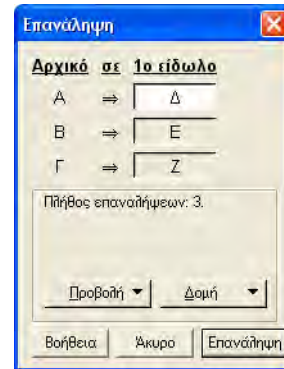 Επανάληψη
Αρχικό σε 1ο είδωλο
Α ⇒ Δ
Β ⇒ Ε
Γ ⇒ Ζ
Πλήθος επαναλήψεων: 3.
Προβολή Δομή
Βοήθεια Άκυρο Επανάληψη